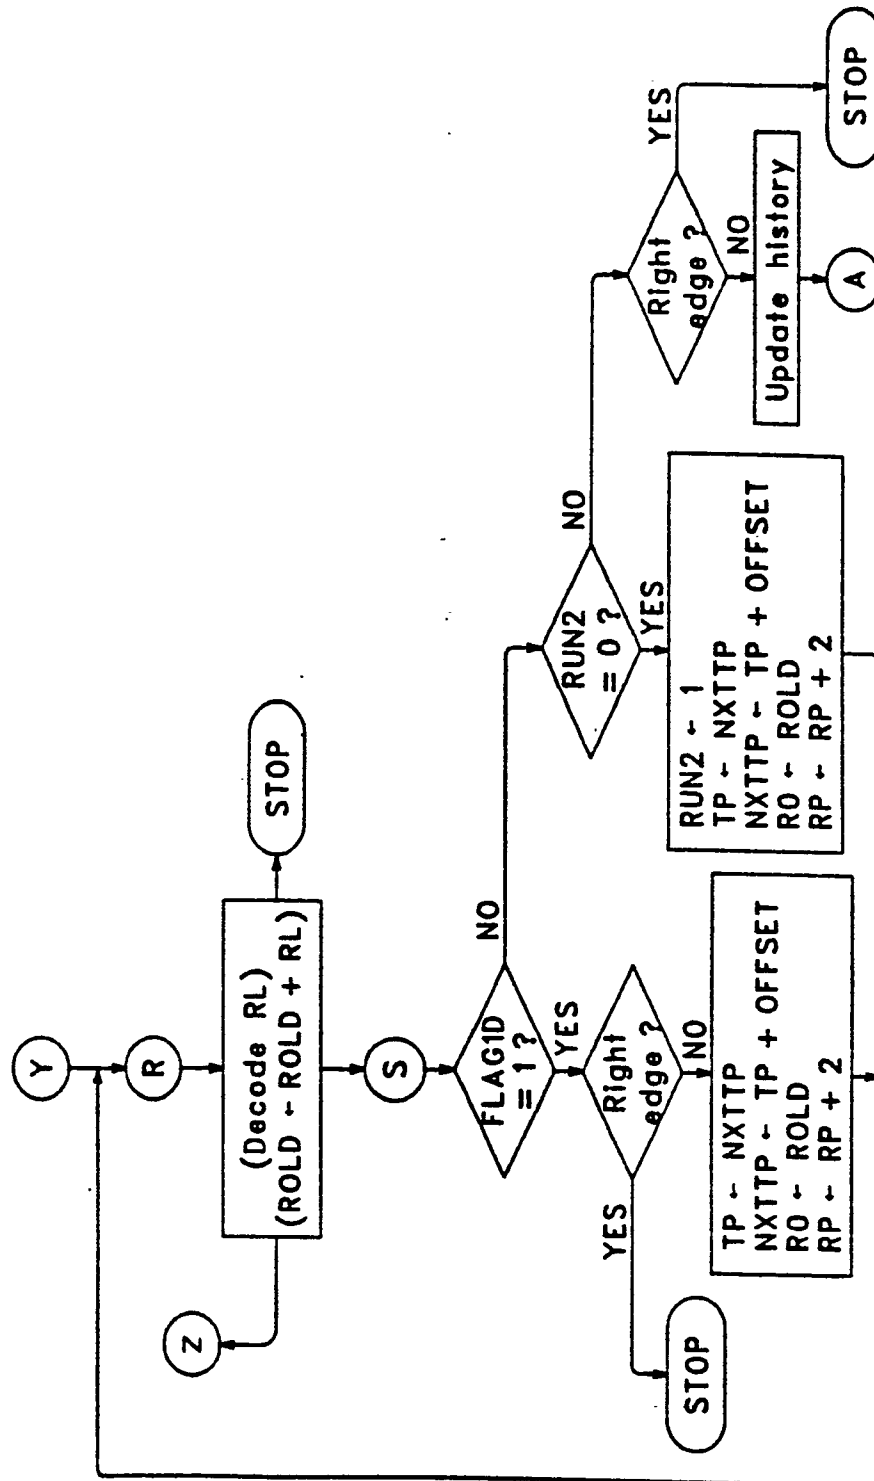 Y
R
Z
(Decode RL)
(ROLD ← ROLD + RL)
STOP
S
FLAG1D
= 1 ?
NO
YES
RUN2
= 0 ?
NO
YES
Right
edge ?
YES
NO
Right
edge ?
YES
NO
STOP
TP ← NXTTP
NXTTP ← TP + OFFSET
RO ← ROLD
RP ← RP + 2
RUN2 ← 1
TP ← NXTTP
NXTTP ← TP + OFFSET
RO ← ROLD
RP ← RP + 2
Update history
A
STOP